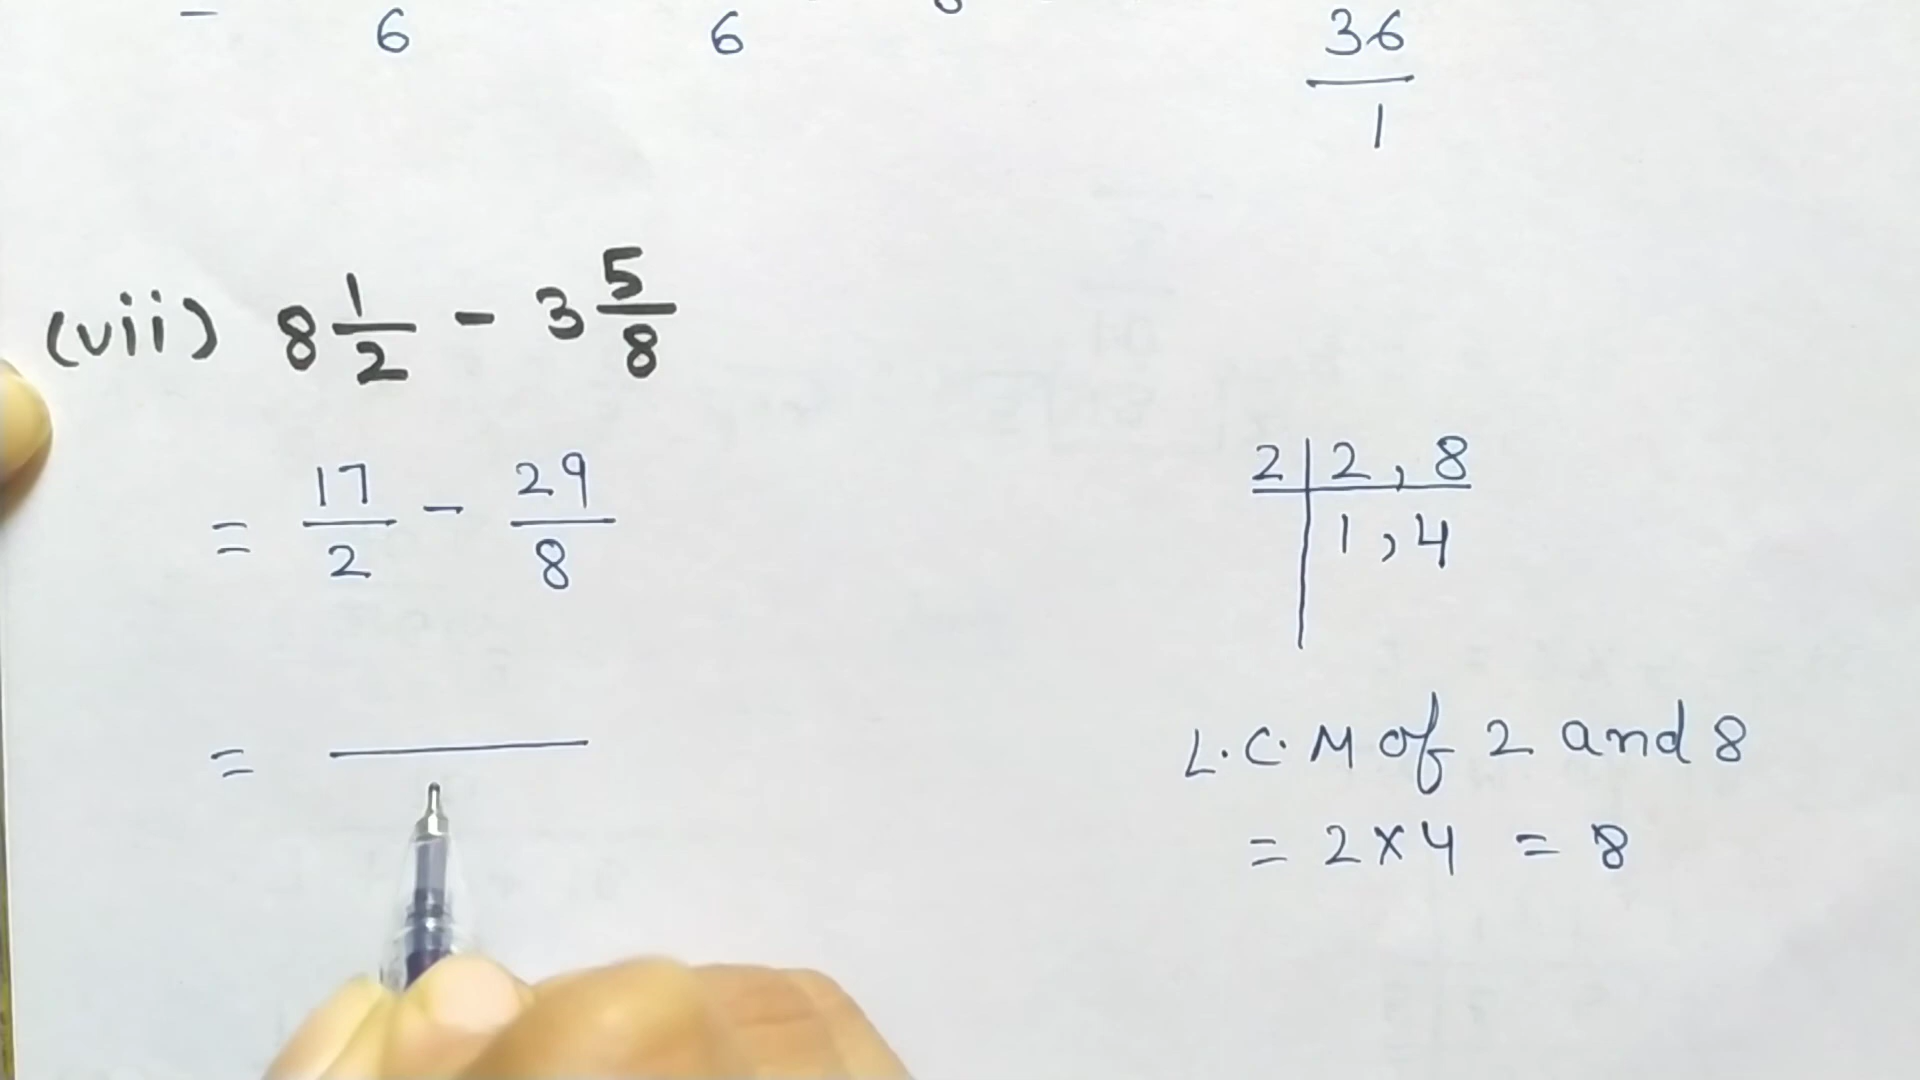 - 6 6
36
1
(vii) 8 1/2 - 3 5/8
= 17/2 - 29/8
=
2 | 2 , 8
1 , 4
L.C.M of 2 and 8
= 2 × 4 = 8